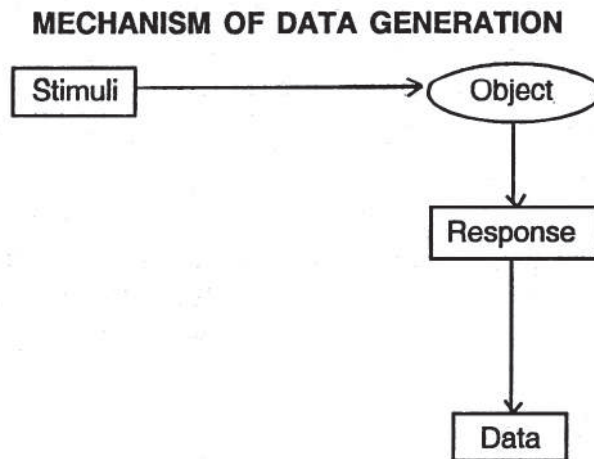 MECHANISM OF DATA GENERATION
Stimuli
Object
Response
Data